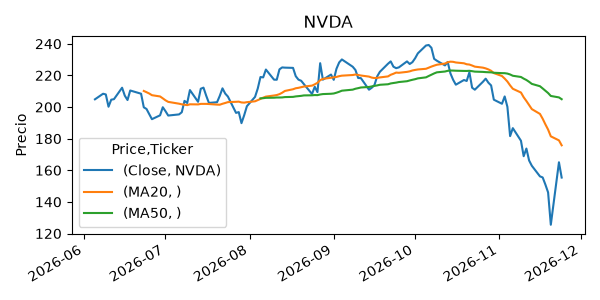 NVDA
Precio
240
220
200
180
160
140
120
Price,Ticker
(Close, NVDA)
(MA20, )
(MA50, )
2026-06
2026-07
2026-08
2026-09
2026-10
2026-11
2026-12